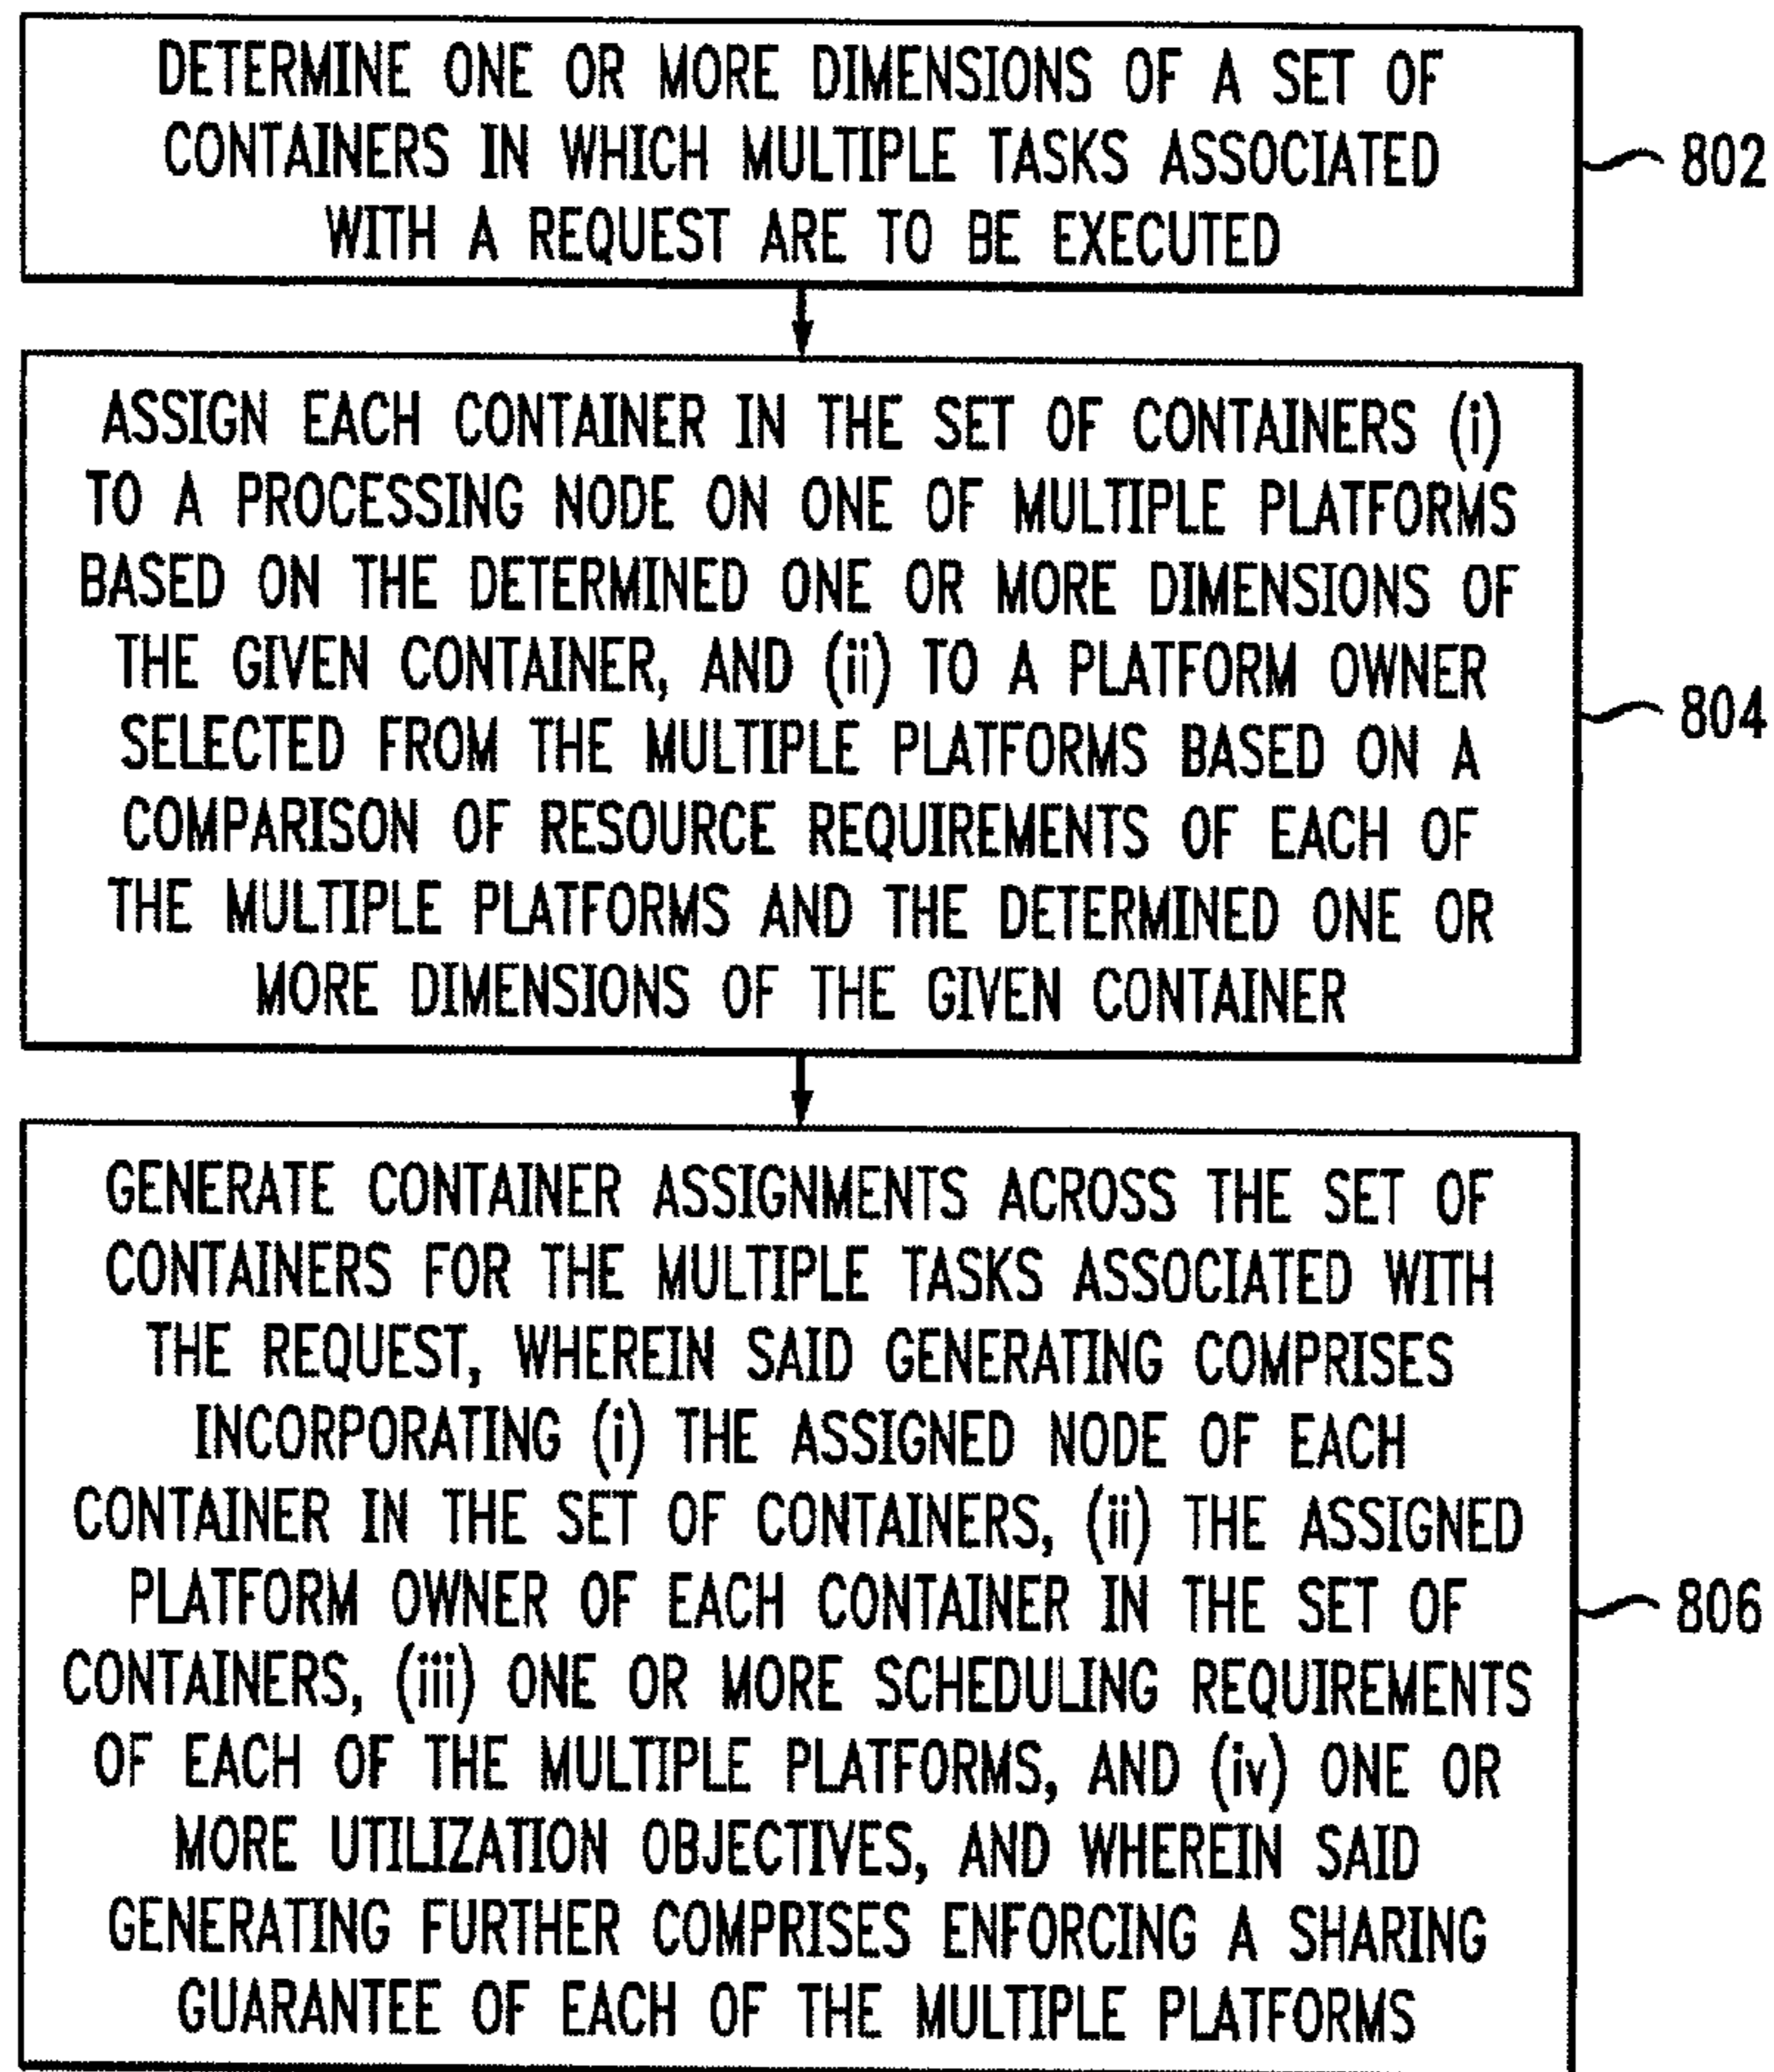 DETERMINE ONE OR MORE DIMENSIONS OF A SET OF
CONTAINERS IN WHICH MULTIPLE TASKS ASSOCIATED
WITH A REQUEST ARE TO BE EXECUTED
802
ASSIGN EACH CONTAINER IN THE SET OF CONTAINERS (i)
TO A PROCESSING NODE ON ONE OF MULTIPLE PLATFORMS
BASED ON THE DETERMINED ONE OR MORE DIMENSIONS OF
THE GIVEN CONTAINER, AND (ii) TO A PLATFORM OWNER
SELECTED FROM THE MULTIPLE PLATFORMS BASED ON A
COMPARISON OF RESOURCE REQUIREMENTS OF EACH OF
THE MULTIPLE PLATFORMS AND THE DETERMINED ONE OR
MORE DIMENSIONS OF THE GIVEN CONTAINER
804
GENERATE CONTAINER ASSIGNMENTS ACROSS THE SET OF
CONTAINERS FOR THE MULTIPLE TASKS ASSOCIATED WITH
THE REQUEST, WHEREIN SAID GENERATING COMPRISES
INCORPORATING (i) THE ASSIGNED NODE OF EACH
CONTAINER IN THE SET OF CONTAINERS, (ii) THE ASSIGNED
PLATFORM OWNER OF EACH CONTAINER IN THE SET OF
CONTAINERS, (iii) ONE OR MORE SCHEDULING REQUIREMENTS
OF EACH OF THE MULTIPLE PLATFORMS, AND (iv) ONE OR
MORE UTILIZATION OBJECTIVES, AND WHEREIN SAID
GENERATING FURTHER COMPRISES ENFORCING A SHARING
GUARANTEE OF EACH OF THE MULTIPLE PLATFORMS
806